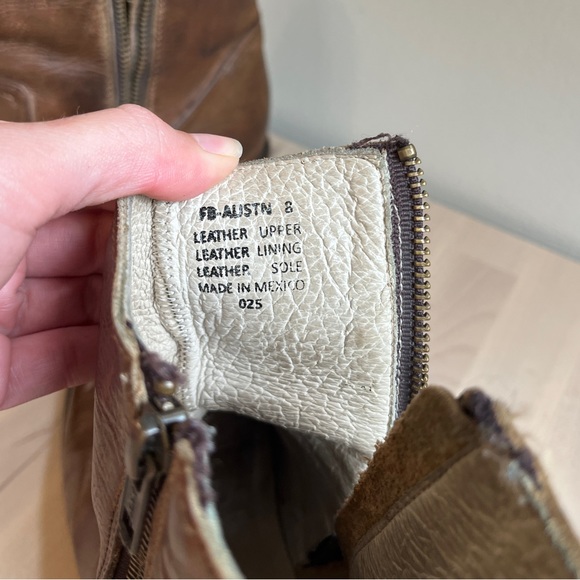 FB-AUSTN 8
LEATHER UPPER
LEATHER LINING
LEATHER SOLE
MADE IN MEXICO
025